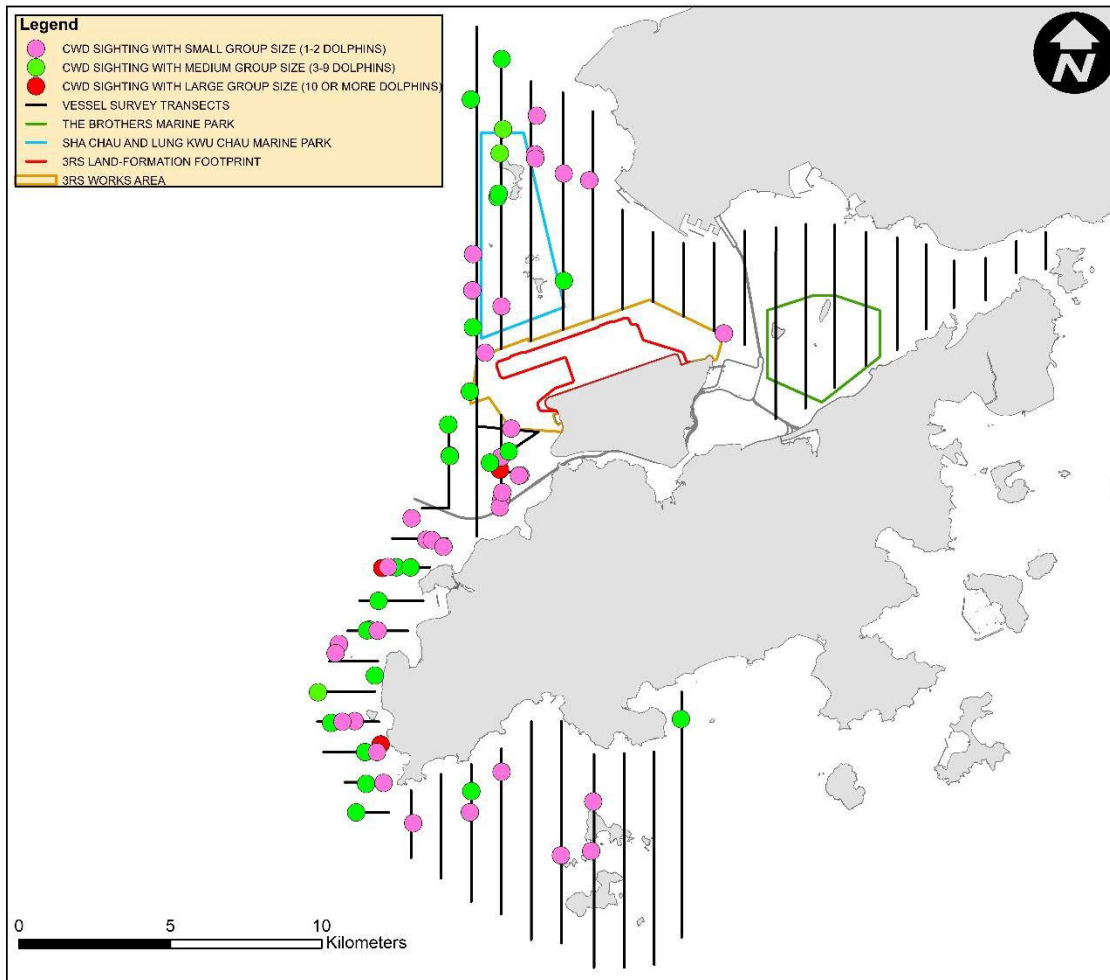 Legend
CWD SIGHTING WITH SMALL GROUP SIZE (1-2 DOLPHINS)
CWD SIGHTING WITH MEDIUM GROUP SIZE (3-9 DOLPHINS)
CWD SIGHTING WITH LARGE GROUP SIZE (10 OR MORE DOLPHINS)
VESSEL SURVEY TRANSECTS
THE BROTHERS MARINE PARK
SHA CHAU AND LUNG KWU CHAU MARINE PARK
3RS LAND-FORMATION FOOTPRINT
3RS WORKS AREA
N
0 5 10
Kilometers